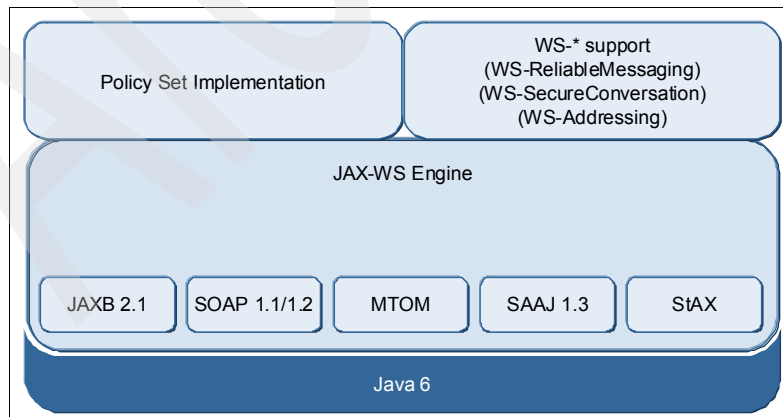 Policy Set Implementation
WS-* support
(WS-ReliableMessaging)
(WS-SecureConversation)
(WS-Addressing)
JAX-WS Engine
JAXB 2.1
SOAP 1.1/1.2
MTOM
SAAJ 1.3
StAX
Java 6